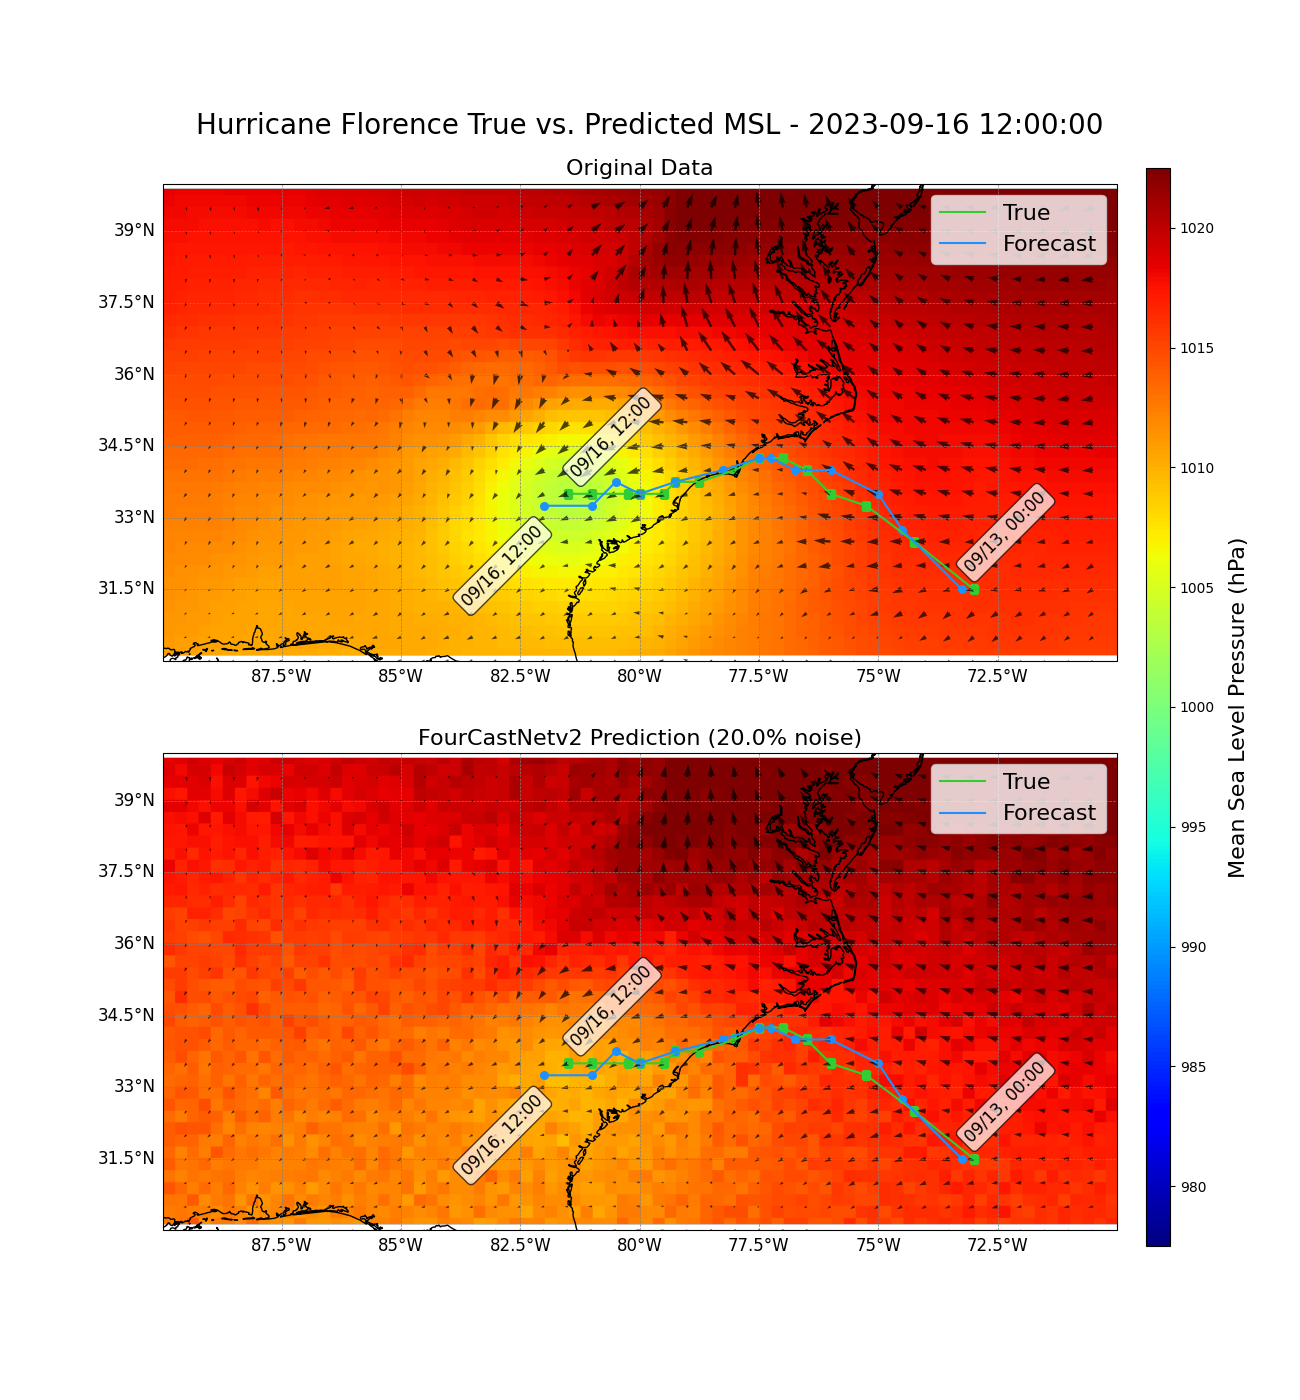 Hurricane Florence True vs. Predicted MSL - 2023-09-16 12:00:00
Original Data
True
Forecast
39°N
37.5°N
36°N
34.5°N
33°N
31.5°N
09/16, 12:00
09/16, 12:00
09/13, 00:00
87.5°W 85°W 82.5°W 80°W 77.5°W 75°W 72.5°W
FourCastNetv2 Prediction (20.0% noise)
True
Forecast
39°N
37.5°N
36°N
34.5°N
33°N
31.5°N
09/16, 12:00
09/16, 12:00
09/13, 00:00
87.5°W 85°W 82.5°W 80°W 77.5°W 75°W 72.5°W
1020
1015
1010
1005
1000
995
990
985
980
Mean Sea Level Pressure (hPa)